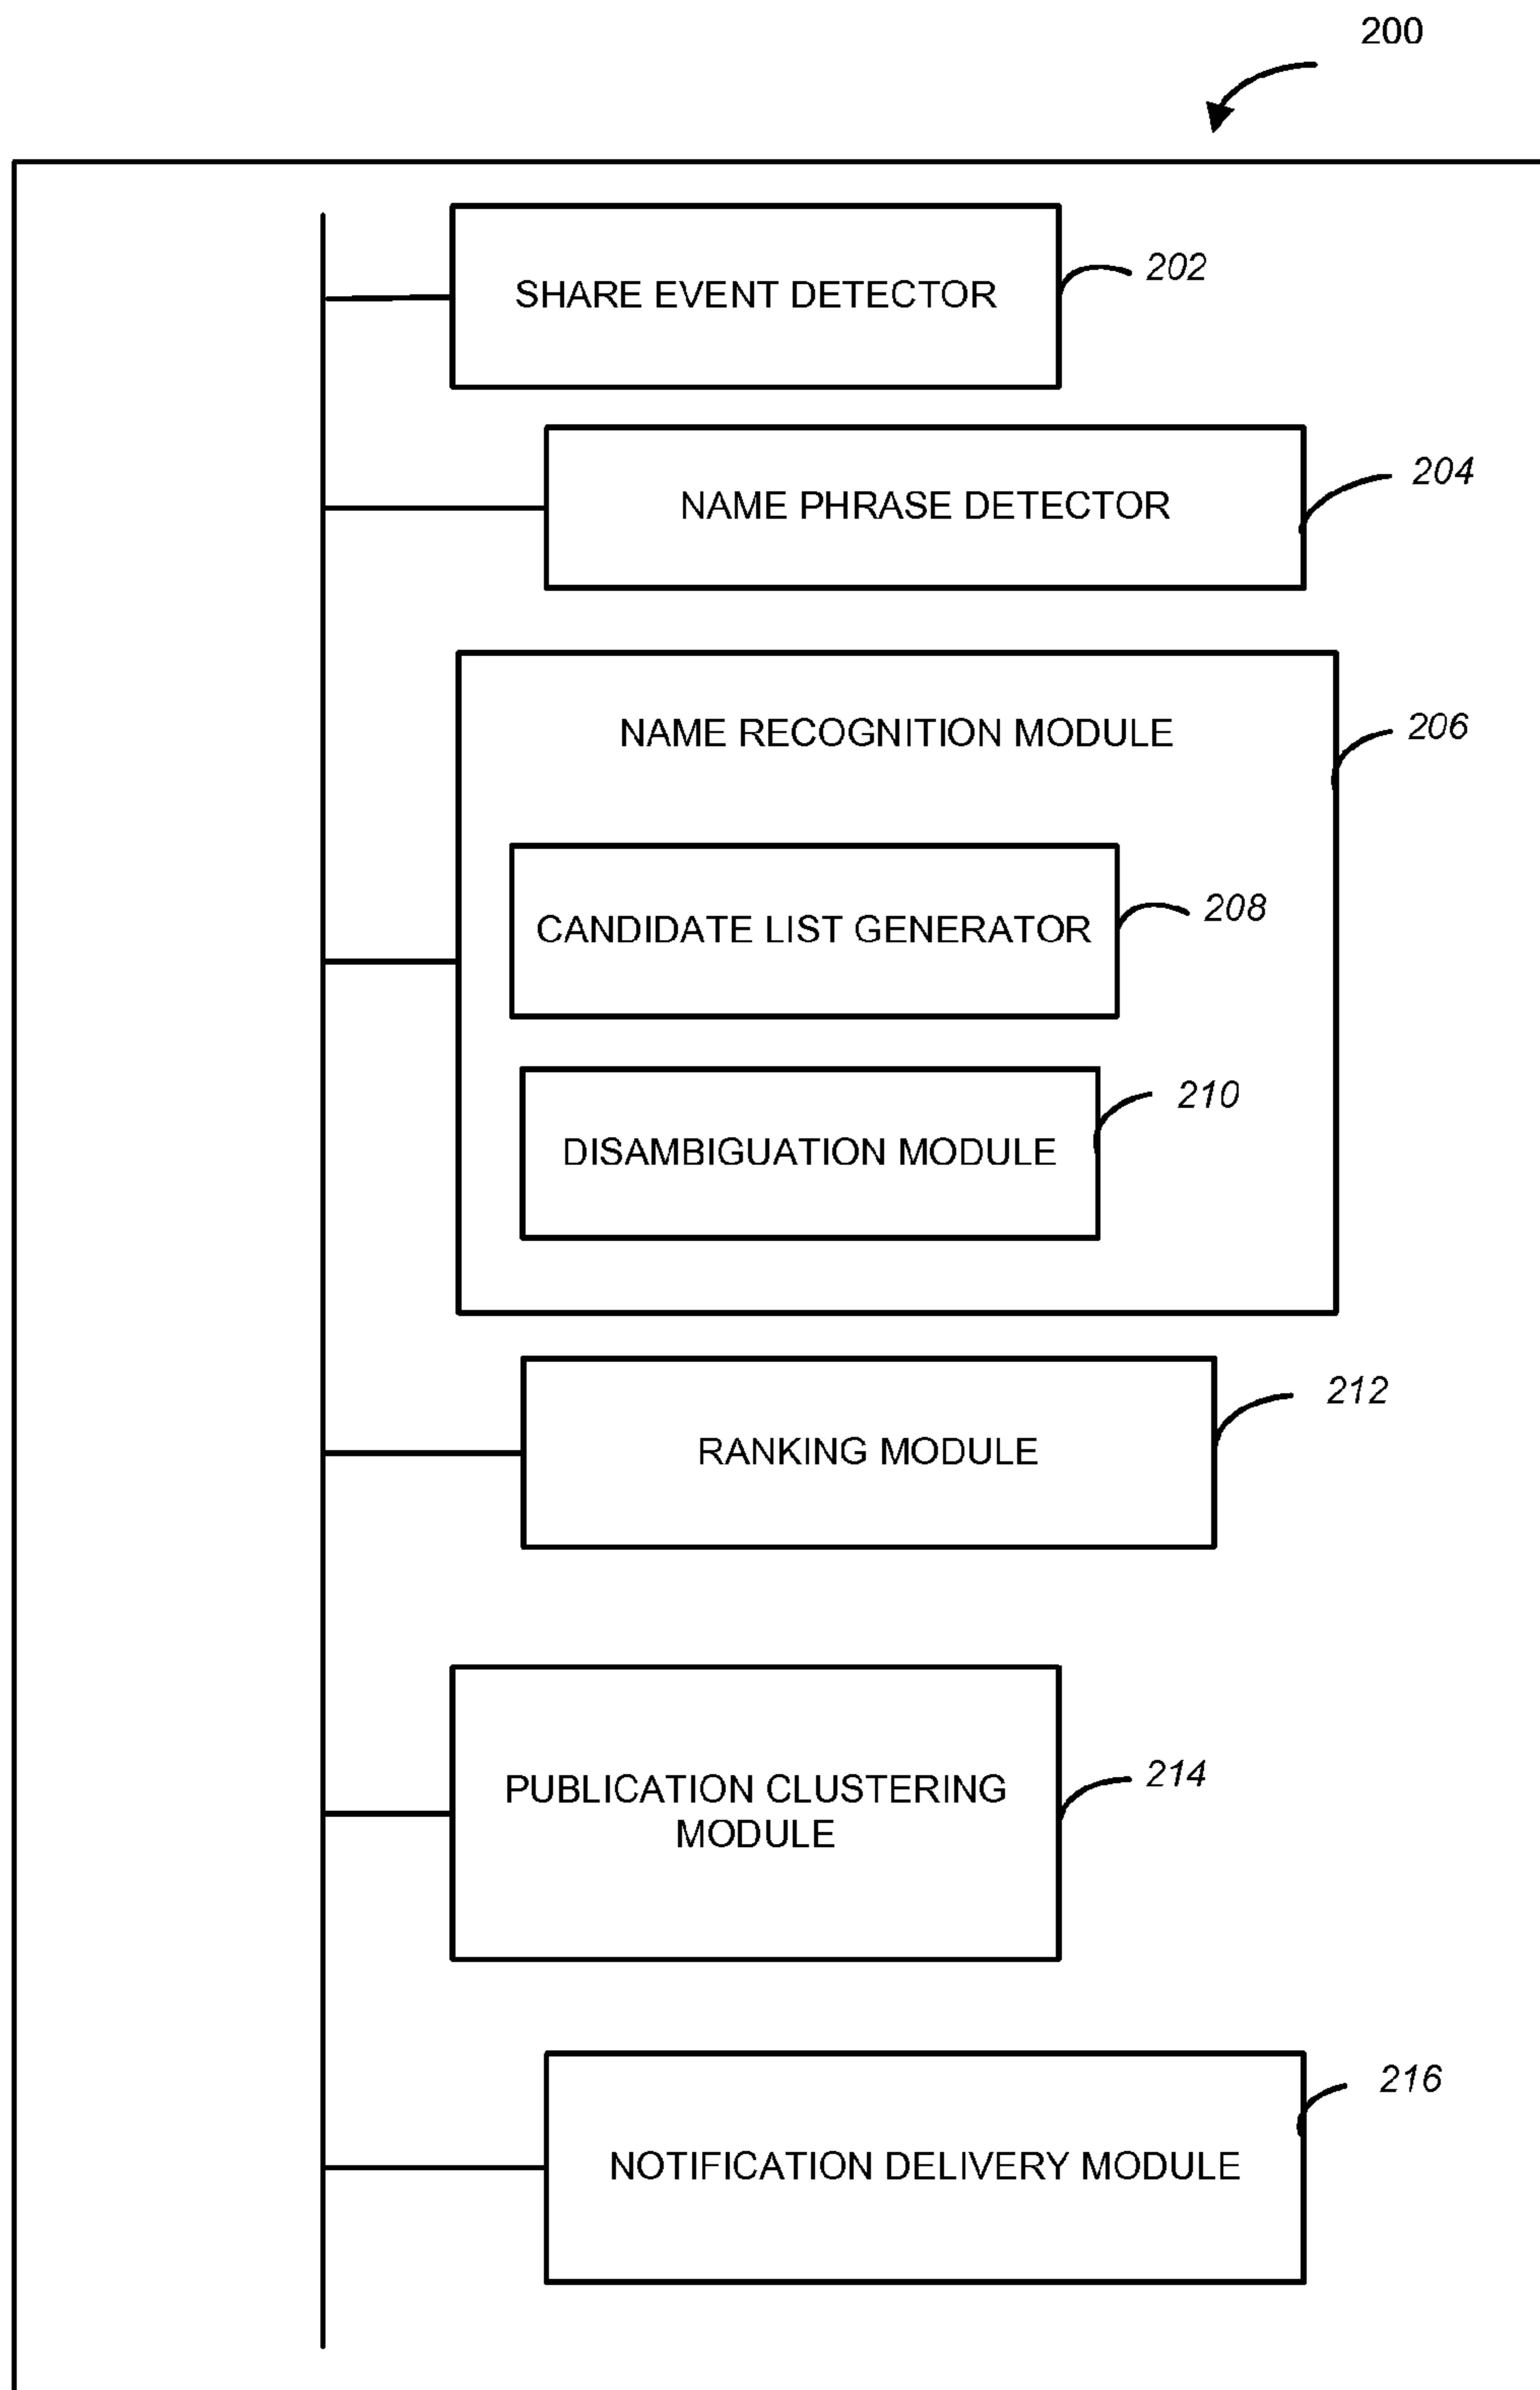 200
SHARE EVENT DETECTOR
202
NAME PHRASE DETECTOR
204
NAME RECOGNITION MODULE
206
CANDIDATE LIST GENERATOR
208
DISAMBIGUATION MODULE
210
RANKING MODULE
212
PUBLICATION CLUSTERING
MODULE
214
NOTIFICATION DELIVERY MODULE
216